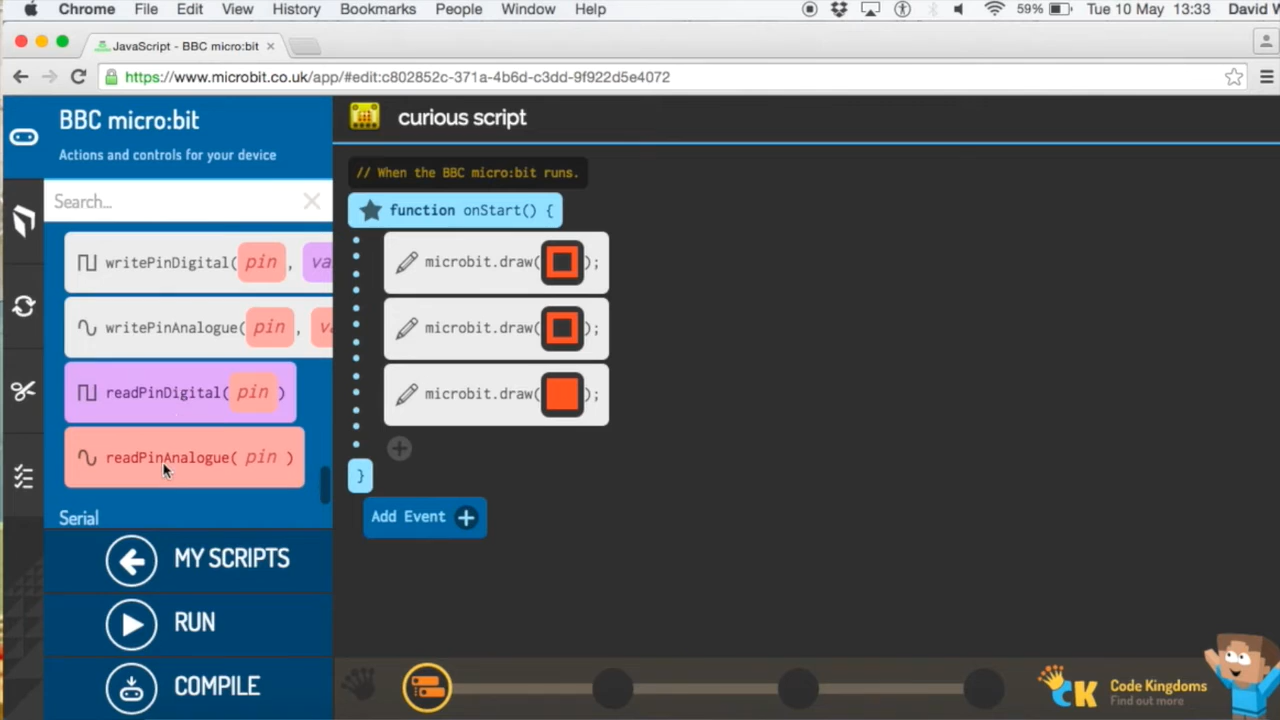 Chrome File Edit View History Bookmarks People Window Help 59% Tue 10 May 13:33 David W
JavaScript - BBC micro:bit
https://www.microbit.co.uk/app/#edit:c802852c-371a-4b6d-c3dd-9f922d5e4072
BBC micro:bit
Actions and controls for your device
Search...
writePinDigital( pin ,
writePinAnalogue( pin ,
readPinDigital( pin )
readPinAnalogue( pin )
Serial
MY SCRIPTS
RUN
COMPILE
curious script
// When the BBC micro:bit runs.
function onStart() {
microbit.draw( );
microbit.draw( );
microbit.draw( );
}
Add Event
CK Code Kingdoms
Find out more